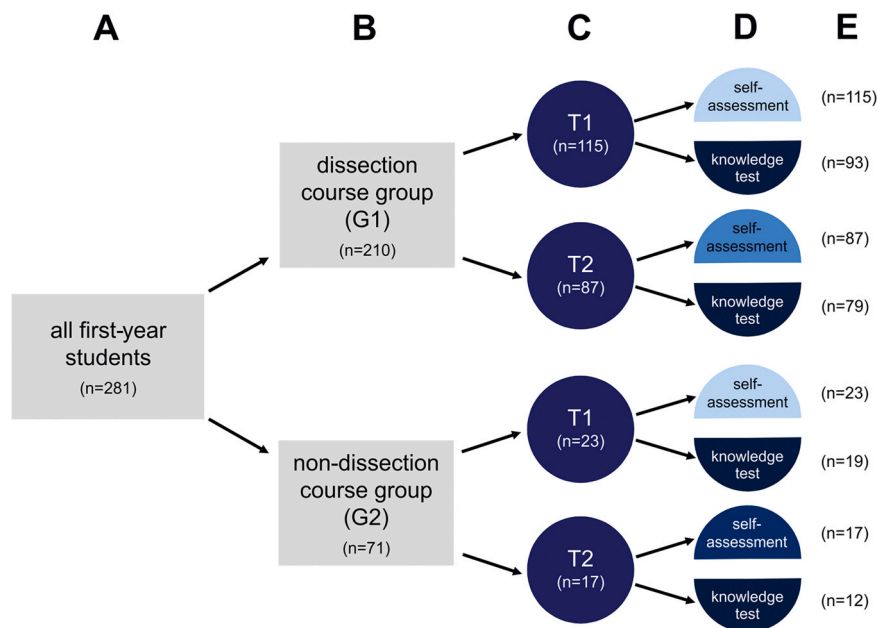 A
B
C
D
E
all first-year
students
(n=281)
dissection
course group
(G1)
(n=210)
T1
(n=115)
self-
assessment
(n=115)
knowledge
test
(n=93)
T2
(n=87)
self-
assessment
(n=87)
knowledge
test
(n=79)
non-dissection
course group
(G2)
(n=71)
T1
(n=23)
self-
assessment
(n=23)
knowledge
test
(n=19)
T2
(n=17)
self-
assessment
(n=17)
knowledge
test
(n=12)